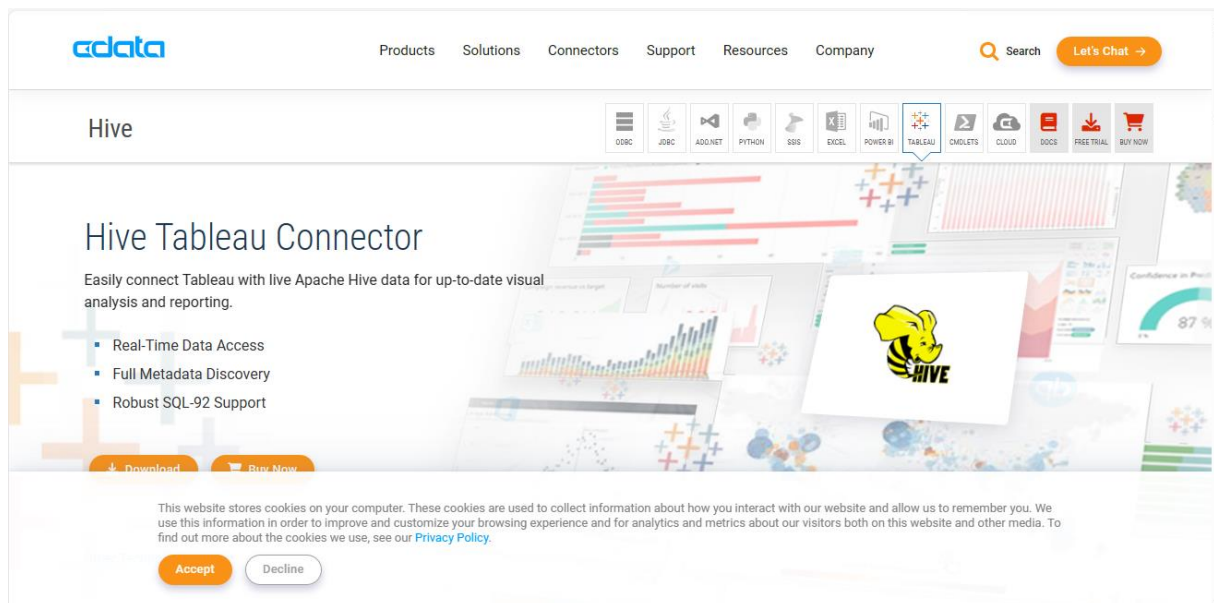 cdata
Products Solutions Connectors Support Resources Company Search Let's Chat →
Hive
ODBC JDBC ADO.NET PYTHON SSIS EXCEL POWER BI TABLEAU CMDLETS CLOUD DOCS FREE TRIAL BUY NOW
Hive Tableau Connector
Easily connect Tableau with live Apache Hive data for up-to-date visual
analysis and reporting.
Real-Time Data Access
Full Metadata Discovery
Robust SQL-92 Support
Download Buy Now
Number of visits
HIVE
87 %
This website stores cookies on your computer. These cookies are used to collect information about how you interact with our website and allow us to remember you. We
use this information in order to improve and customize your browsing experience and for analytics and metrics about our visitors both on this website and other media. To
find out more about the cookies we use, see our Privacy Policy.
Accept Decline